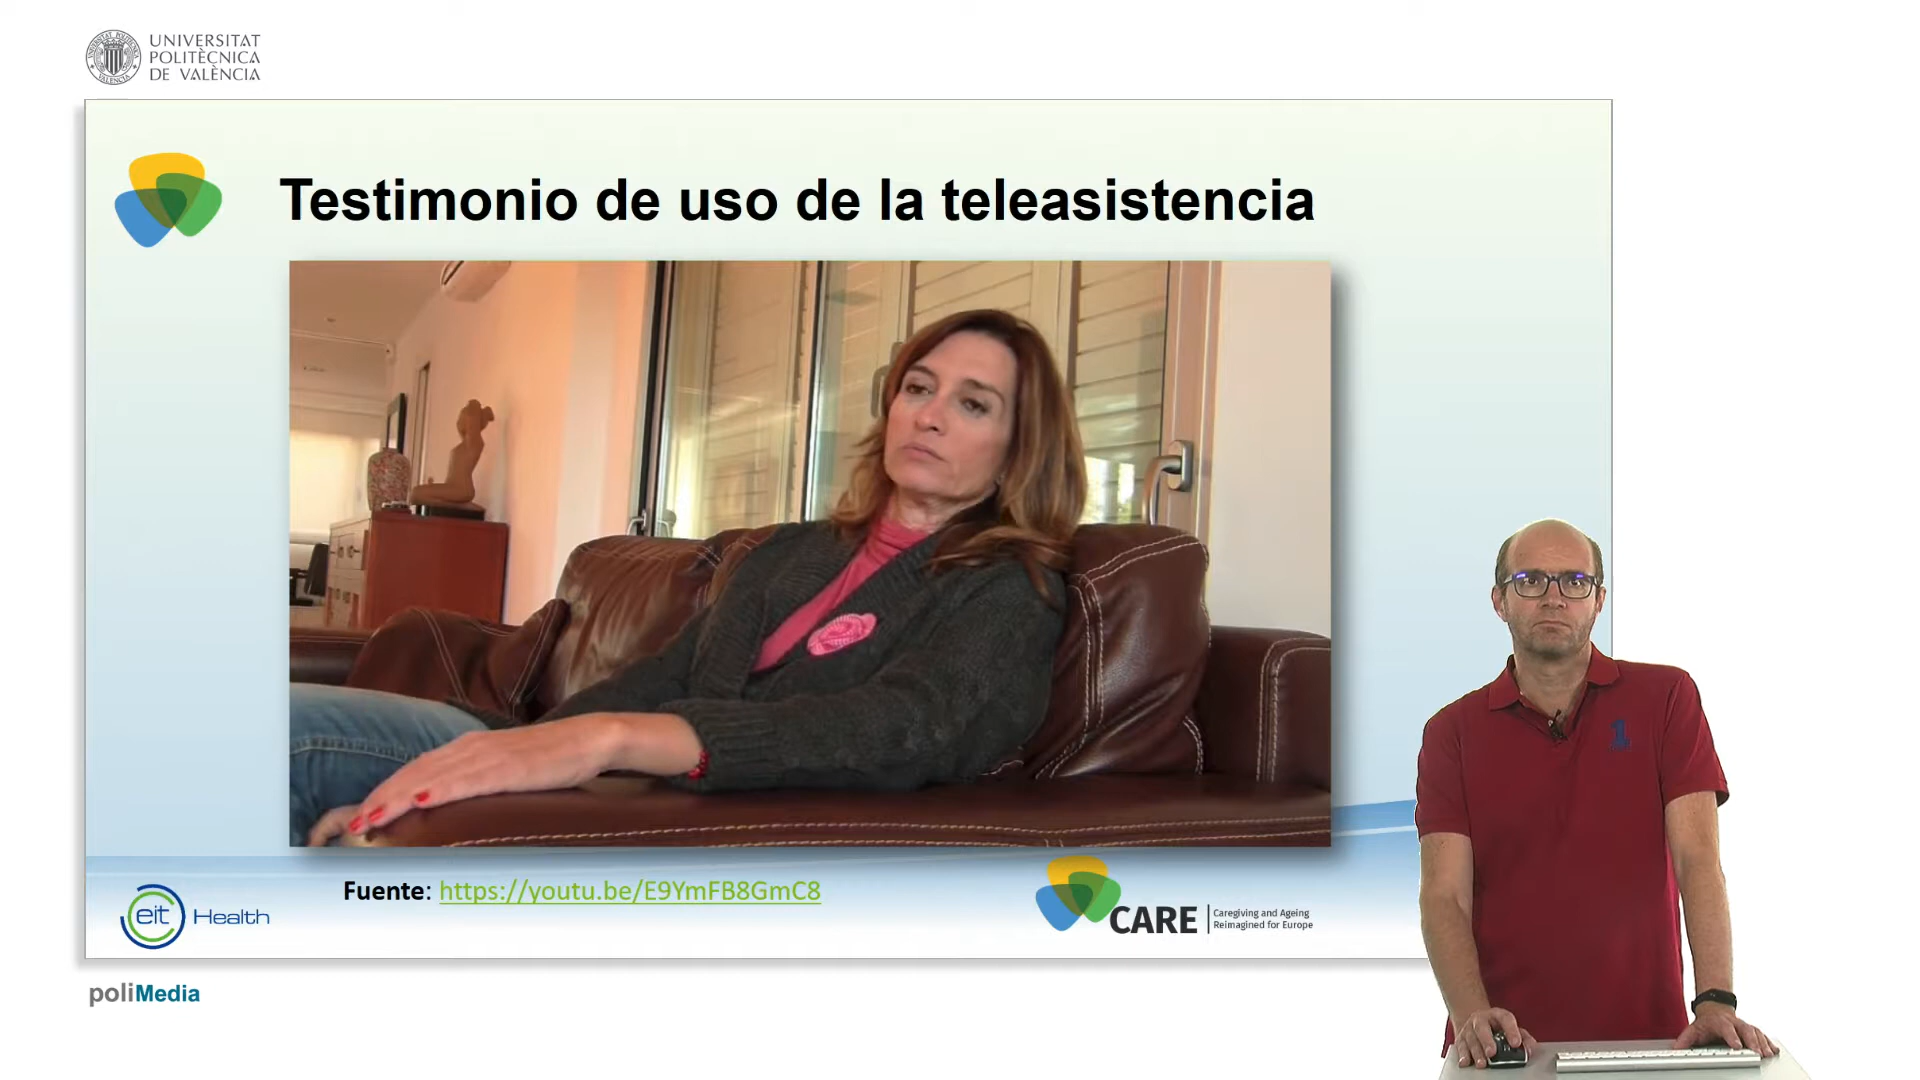 UNIVERSITAT
POLITÈCNICA
DE VALÈNCIA
Testimonio de uso de la teleasistencia
Fuente: https://youtu.be/E9YmFB8GmC8
eit Health
CARE
Caregiving and Ageing
Reimagined for Europe
poliMedia
1